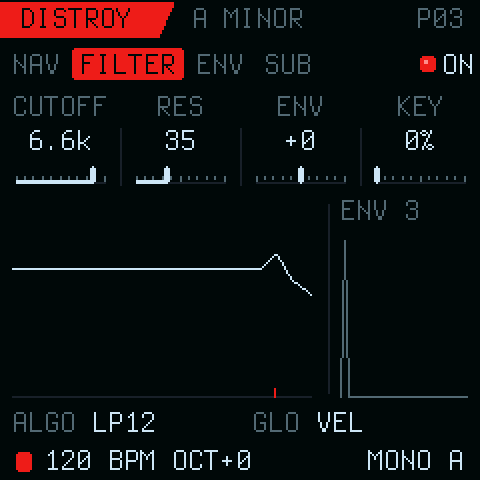 DISTROY A MINOR P03
NAV FILTER ENV SUB ON
CUTOFF RES ENV KEY
6.6k 35 +0 0%
ENV 3
ALGO LP12 GLO VEL
120 BPM OCT+0 MONO A